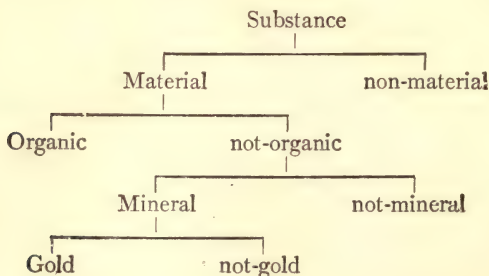 Substance
Material non-material
Organic not-organic
Mineral not-mineral
Gold not-gold